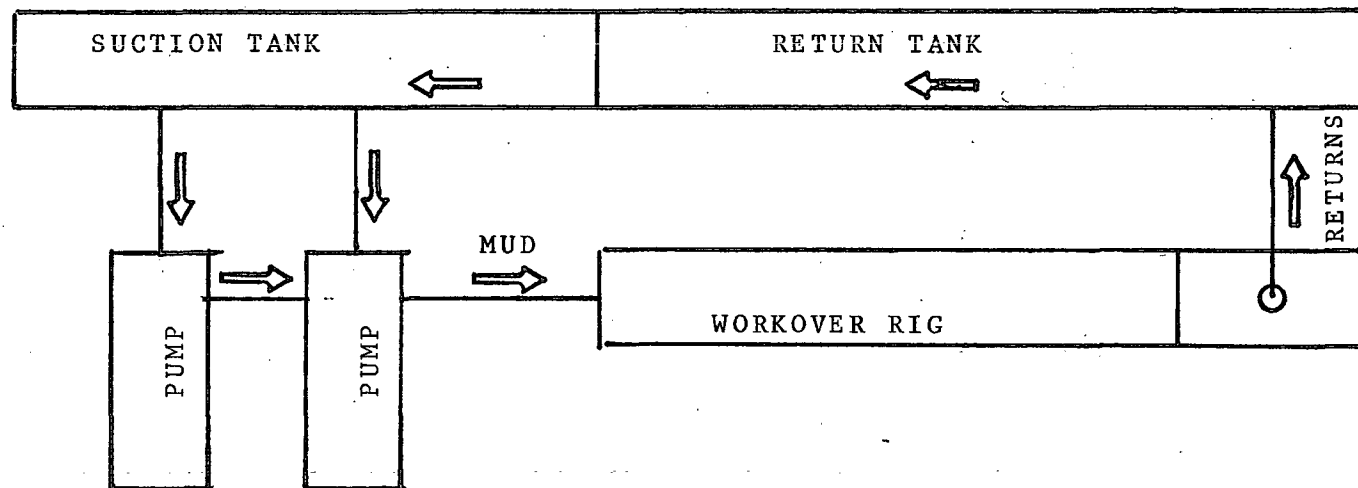 SUCTION TANK
RETURN TANK
RETURNS
MUD
PUMP
PUMP
WORKOVER RIG